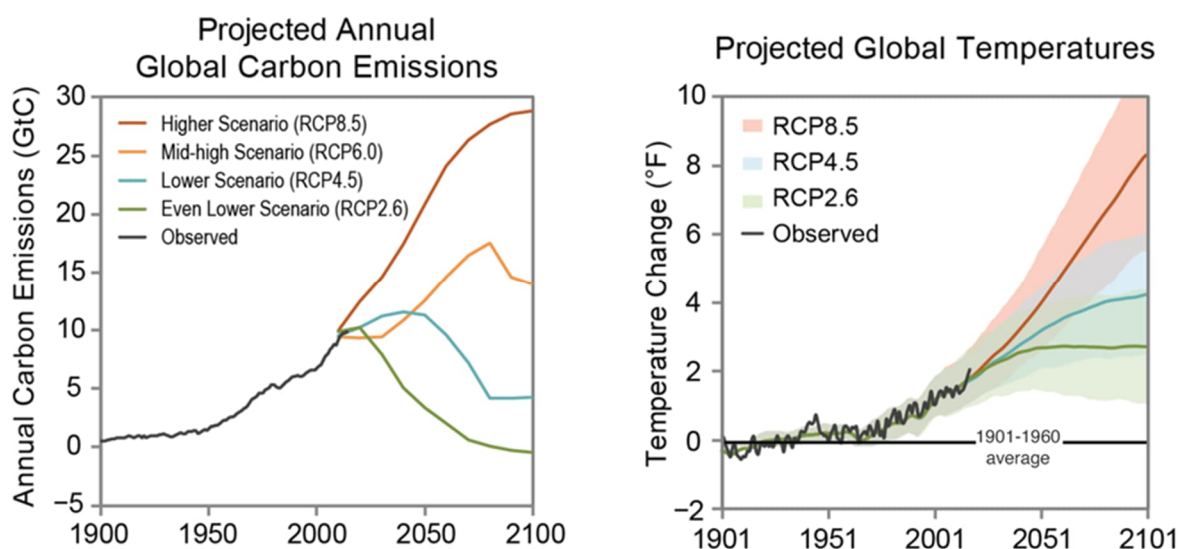 Projected Annual
Global Carbon Emissions
Annual Carbon Emissions (GtC)
30
25
20
15
10
5
0
−5
Higher Scenario (RCP8.5)
Mid-high Scenario (RCP6.0)
Lower Scenario (RCP4.5)
Even Lower Scenario (RCP2.6)
Observed
1900 1950 2000 2050 2100
Projected Global Temperatures
Temperature Change (°F)
10
8
6
4
2
0
−2
RCP8.5
RCP4.5
RCP2.6
Observed
1901-1960
average
1901 1951 2001 2051 2101